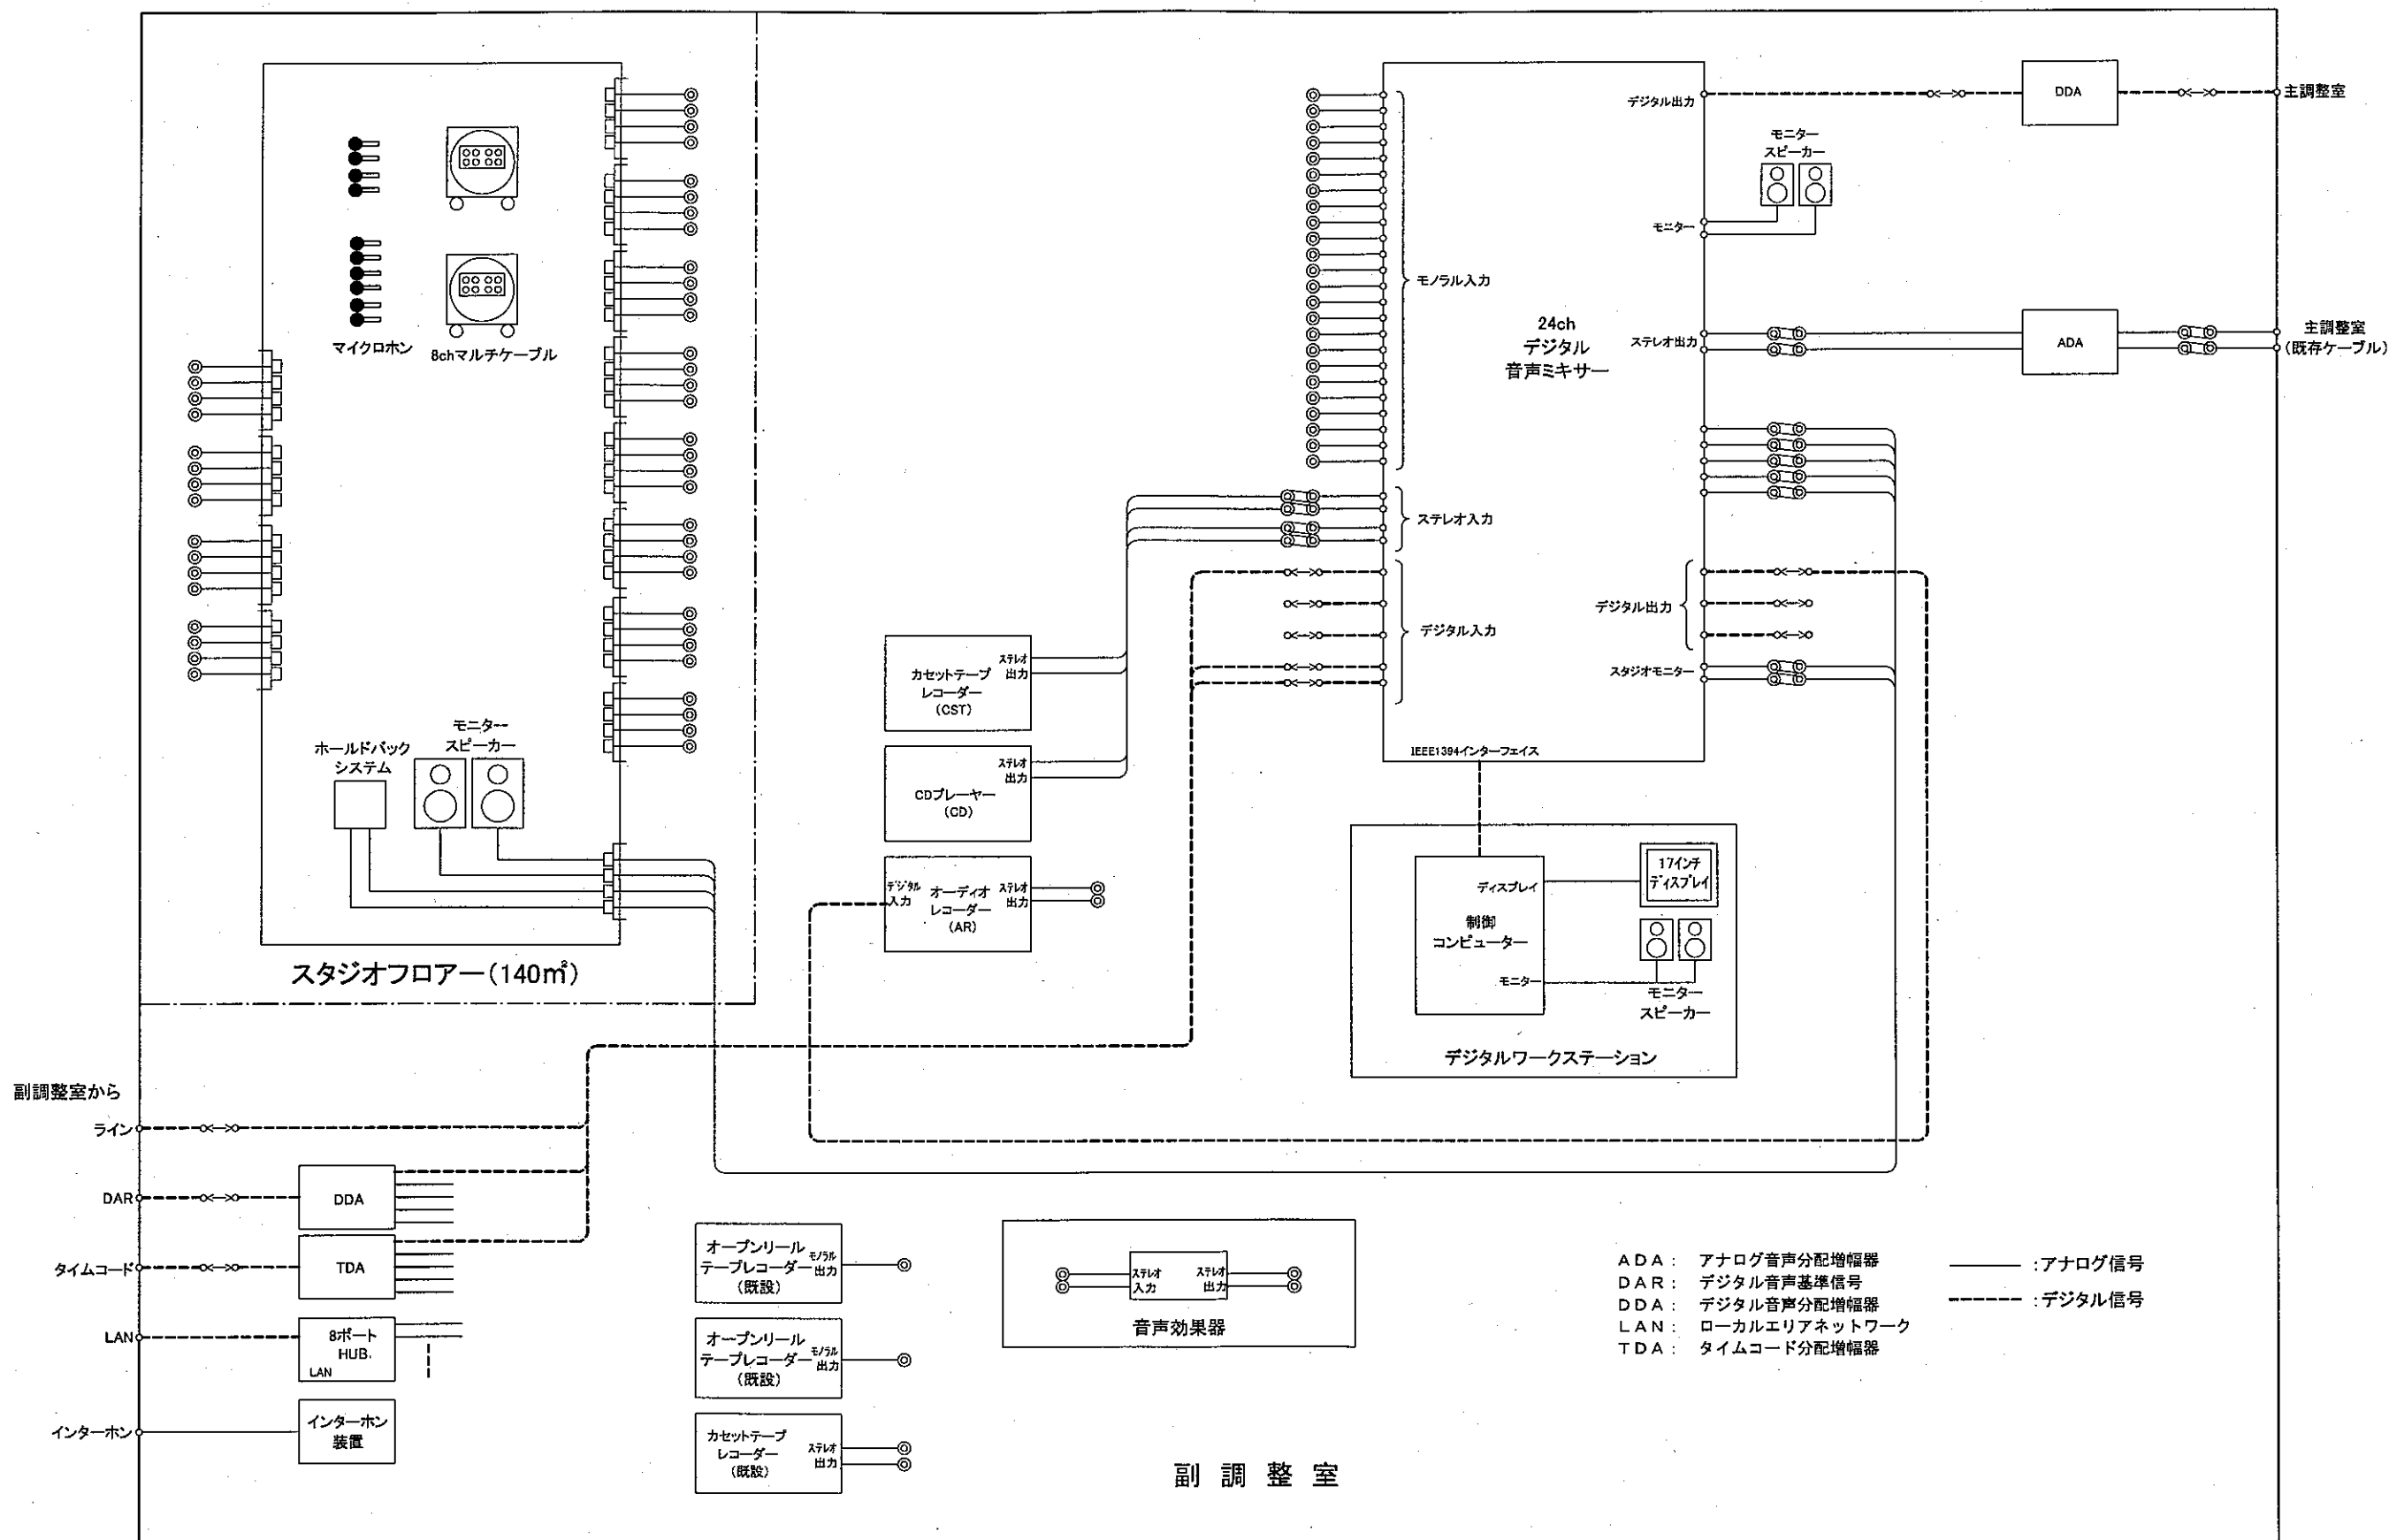 マイクロホン
8chマルチケーブル
ホールドバック
システム
モニター
スピーカー
スタジオフロアー(140㎡)
24ch
デジタル
音声ミキサー
モノラル入力
ステレオ入力
デジタル入力
デジタル出力
モニター
ステレオ出力
デジタル出力
スタジオモニター
IEEE1394インターフェイス
モニター
スピーカー
DDA
主調整室
ADA
主調整室
(既存ケーブル)
カセットテープ
レコーダー
(CST)
ステレオ
出力
CDプレーヤー
(CD)
ステレオ
出力
デジタル
入力
オーディオ
レコーダー
(AR)
ステレオ
出力
ディスプレイ
制御
コンピューター
モニター
17インチ
ディスプレイ
モニター
スピーカー
デジタルワークステーション
副調整室から
ライン
DAR
DDA
タイムコード
TDA
LAN
8ポート
HUB.
LAN
インターホン
インターホン
装置
オープンリール
テープレコーダー
(既設)
モノラル
出力
オープンリール
テープレコーダー
(既設)
モノラル
出力
カセットテープ
レコーダー
(既設)
ステレオ
出力
ステレオ
入力
ステレオ
出力
音声効果器
副調整室
ADA: アナログ音声分配増幅器
DAR: デジタル音声基準信号
DDA: デジタル音声分配増幅器
LAN: ローカルエリアネットワーク
TDA: タイムコード分配増幅器
:アナログ信号
:デジタル信号